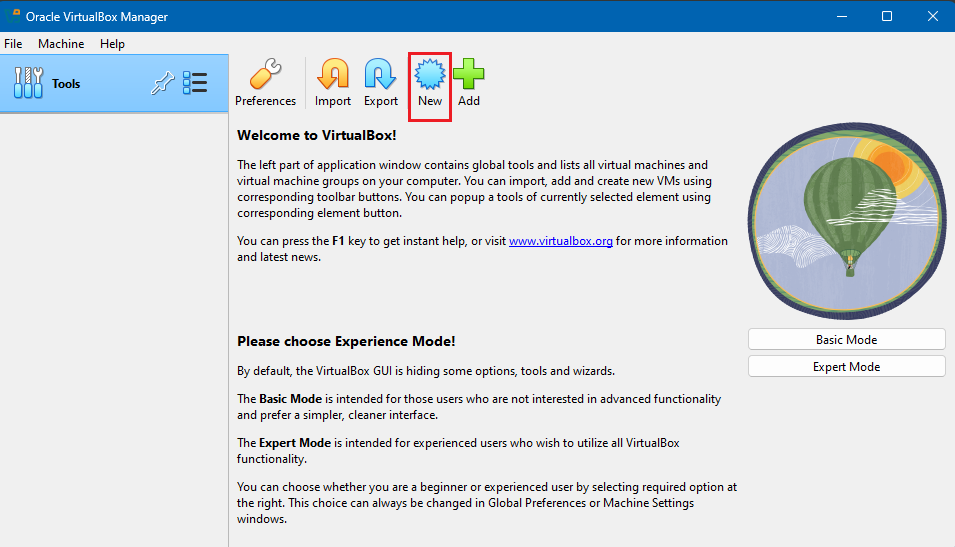 Oracle VirtualBox Manager
File Machine Help
Tools
Preferences Import Export New Add
Welcome to VirtualBox!
The left part of application window contains global tools and lists all virtual machines and
virtual machine groups on your computer. You can import, add and create new VMs using
corresponding toolbar buttons. You can popup a tools of currently selected element using
corresponding element button.
You can press the F1 key to get instant help, or visit www.virtualbox.org for more information
and latest news.
Please choose Experience Mode!
By default, the VirtualBox GUI is hiding some options, tools and wizards.
The Basic Mode is intended for those users who are not interested in advanced functionality
and prefer a simpler, cleaner interface.
The Expert Mode is intended for experienced users who wish to utilize all VirtualBox
functionality.
You can choose whether you are a beginner or experienced user by selecting required option at
the right. This choice can always be changed in Global Preferences or Machine Settings
windows.
Basic Mode
Expert Mode